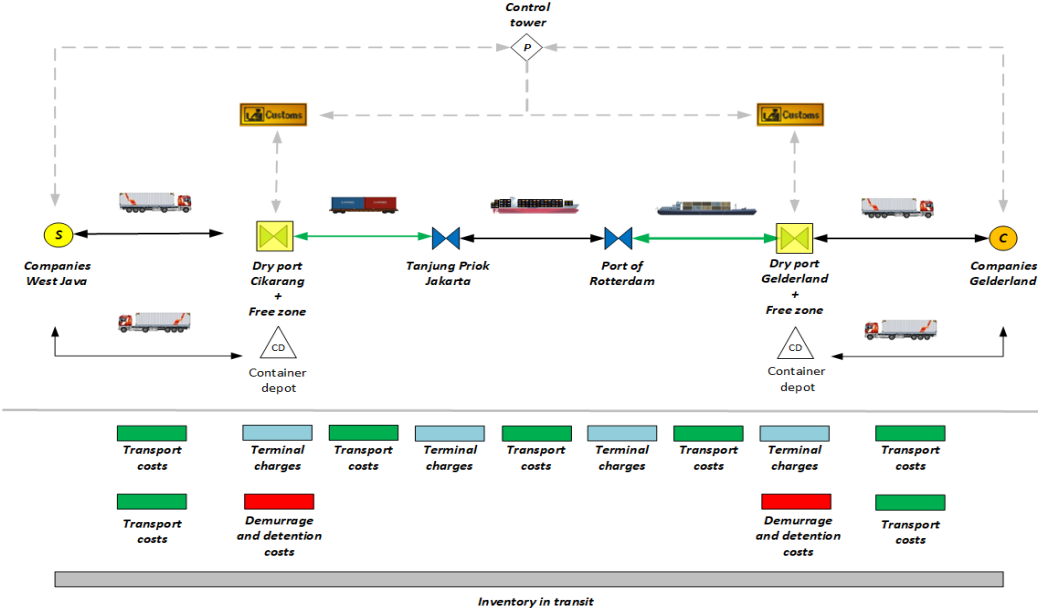 Control
tower
P
Customs
Customs
S
C
Companies
West Java
Dry port
Cikarang
+
Free zone
Tanjung Priok
Jakarta
Port of
Rotterdam
Dry port
Gelderland
+
Free zone
Companies
Gelderland
CD
Container
depot
CD
Container
depot
Transport
costs
Terminal
charges
Transport
costs
Terminal
charges
Transport
costs
Terminal
charges
Transport
costs
Terminal
charges
Transport
costs
Transport
costs
Demurrage
and detention
costs
Demurrage
and detention
costs
Transport
costs
Inventory in transit